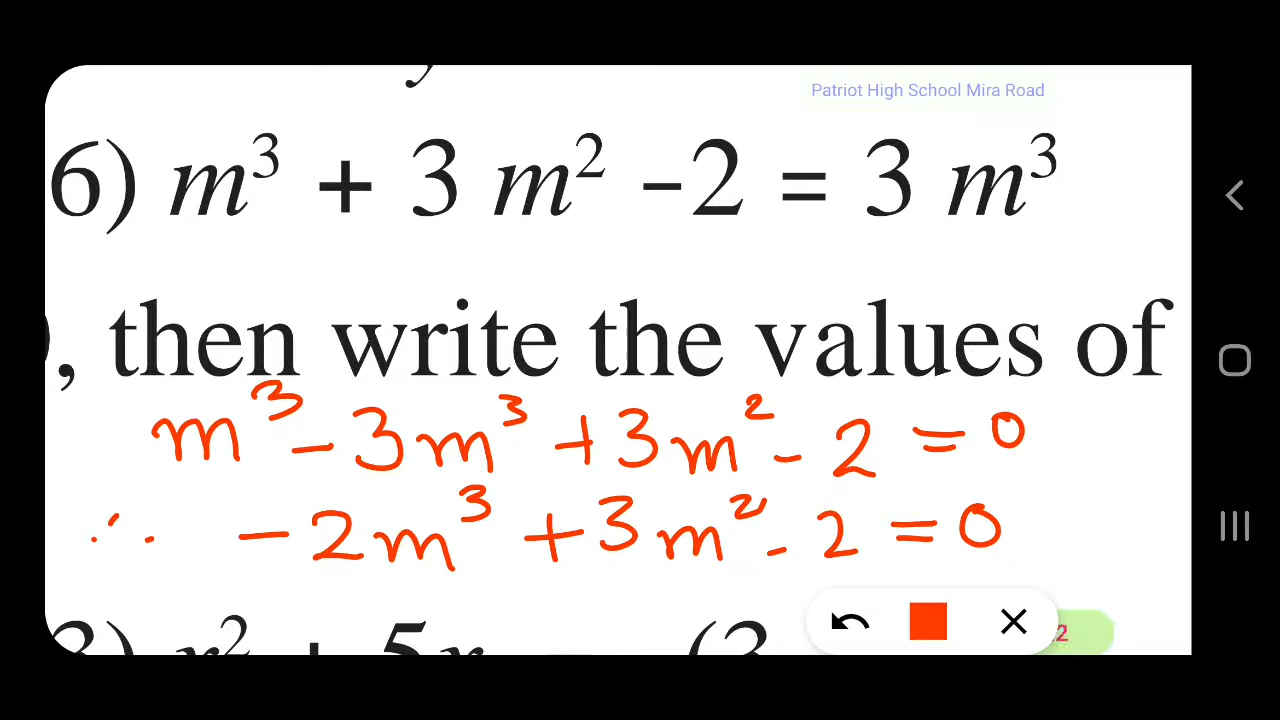 Patriot High School Mira Road
6) m³ + 3 m² -2 = 3 m³
, then write the values of
m³ - 3m³ + 3m² - 2 = 0
∴ - 2m³ + 3m² - 2 = 0